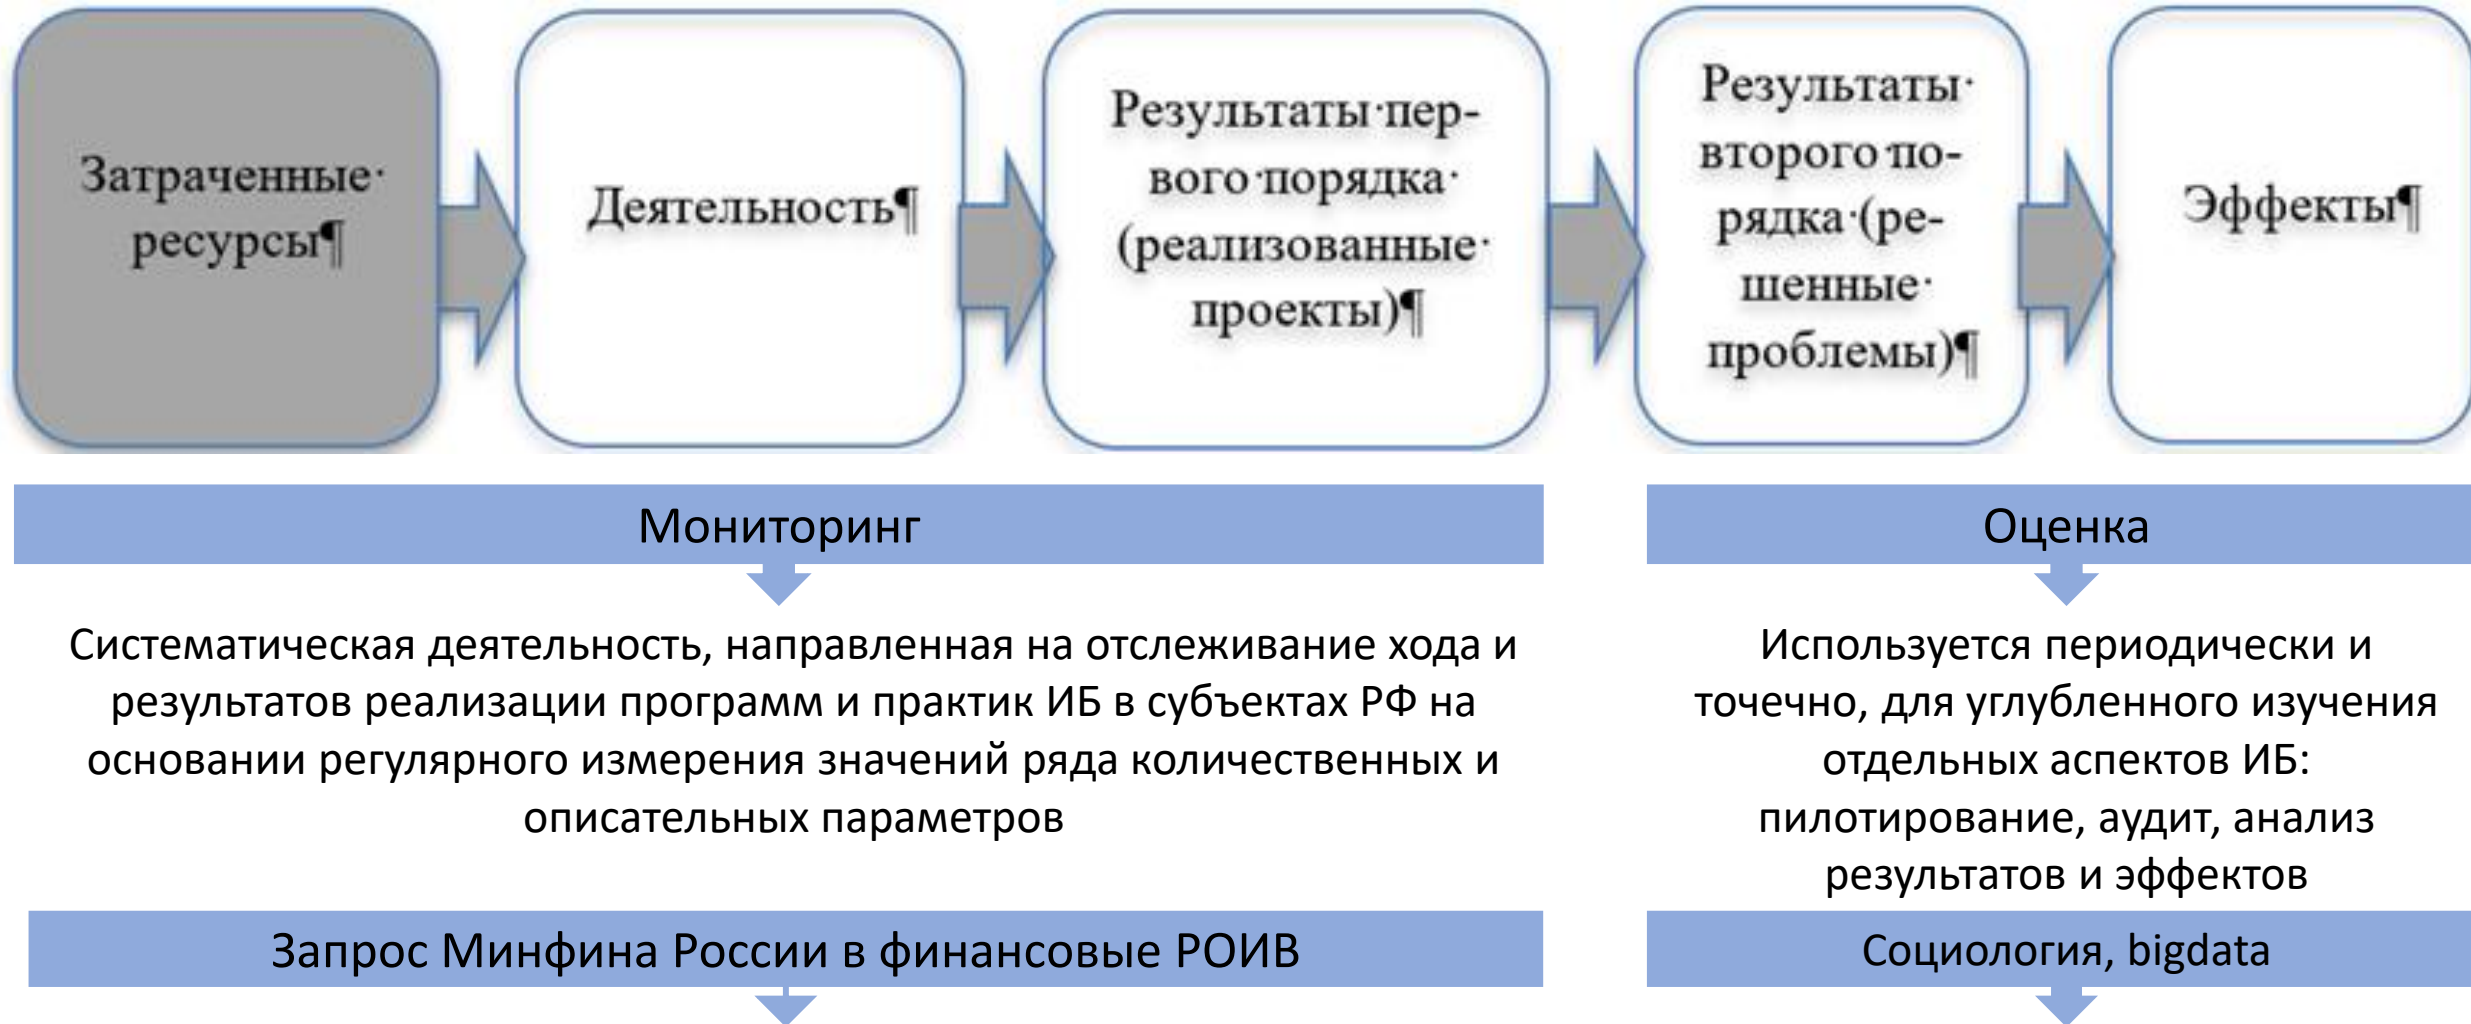 Затраченные·
ресурсы¶
Деятельность¶
Результаты·пер-
вого·порядка·
(реализованные·
проекты)¶
Результаты·
второго·по-
рядка·(ре-
шенные·
проблемы)¶
Эффекты¶
Мониторинг
Систематическая деятельность, направленная на отслеживание хода и
результатов реализации программ и практик ИБ в субъектах РФ на
основании регулярного измерения значений ряда количественных и
описательных параметров
Запрос Минфина России в финансовые РОИВ
Оценка
Используется периодически и
точечно, для углубленного изучения
отдельных аспектов ИБ:
пилотирование, аудит, анализ
результатов и эффектов
Социология, bigdata